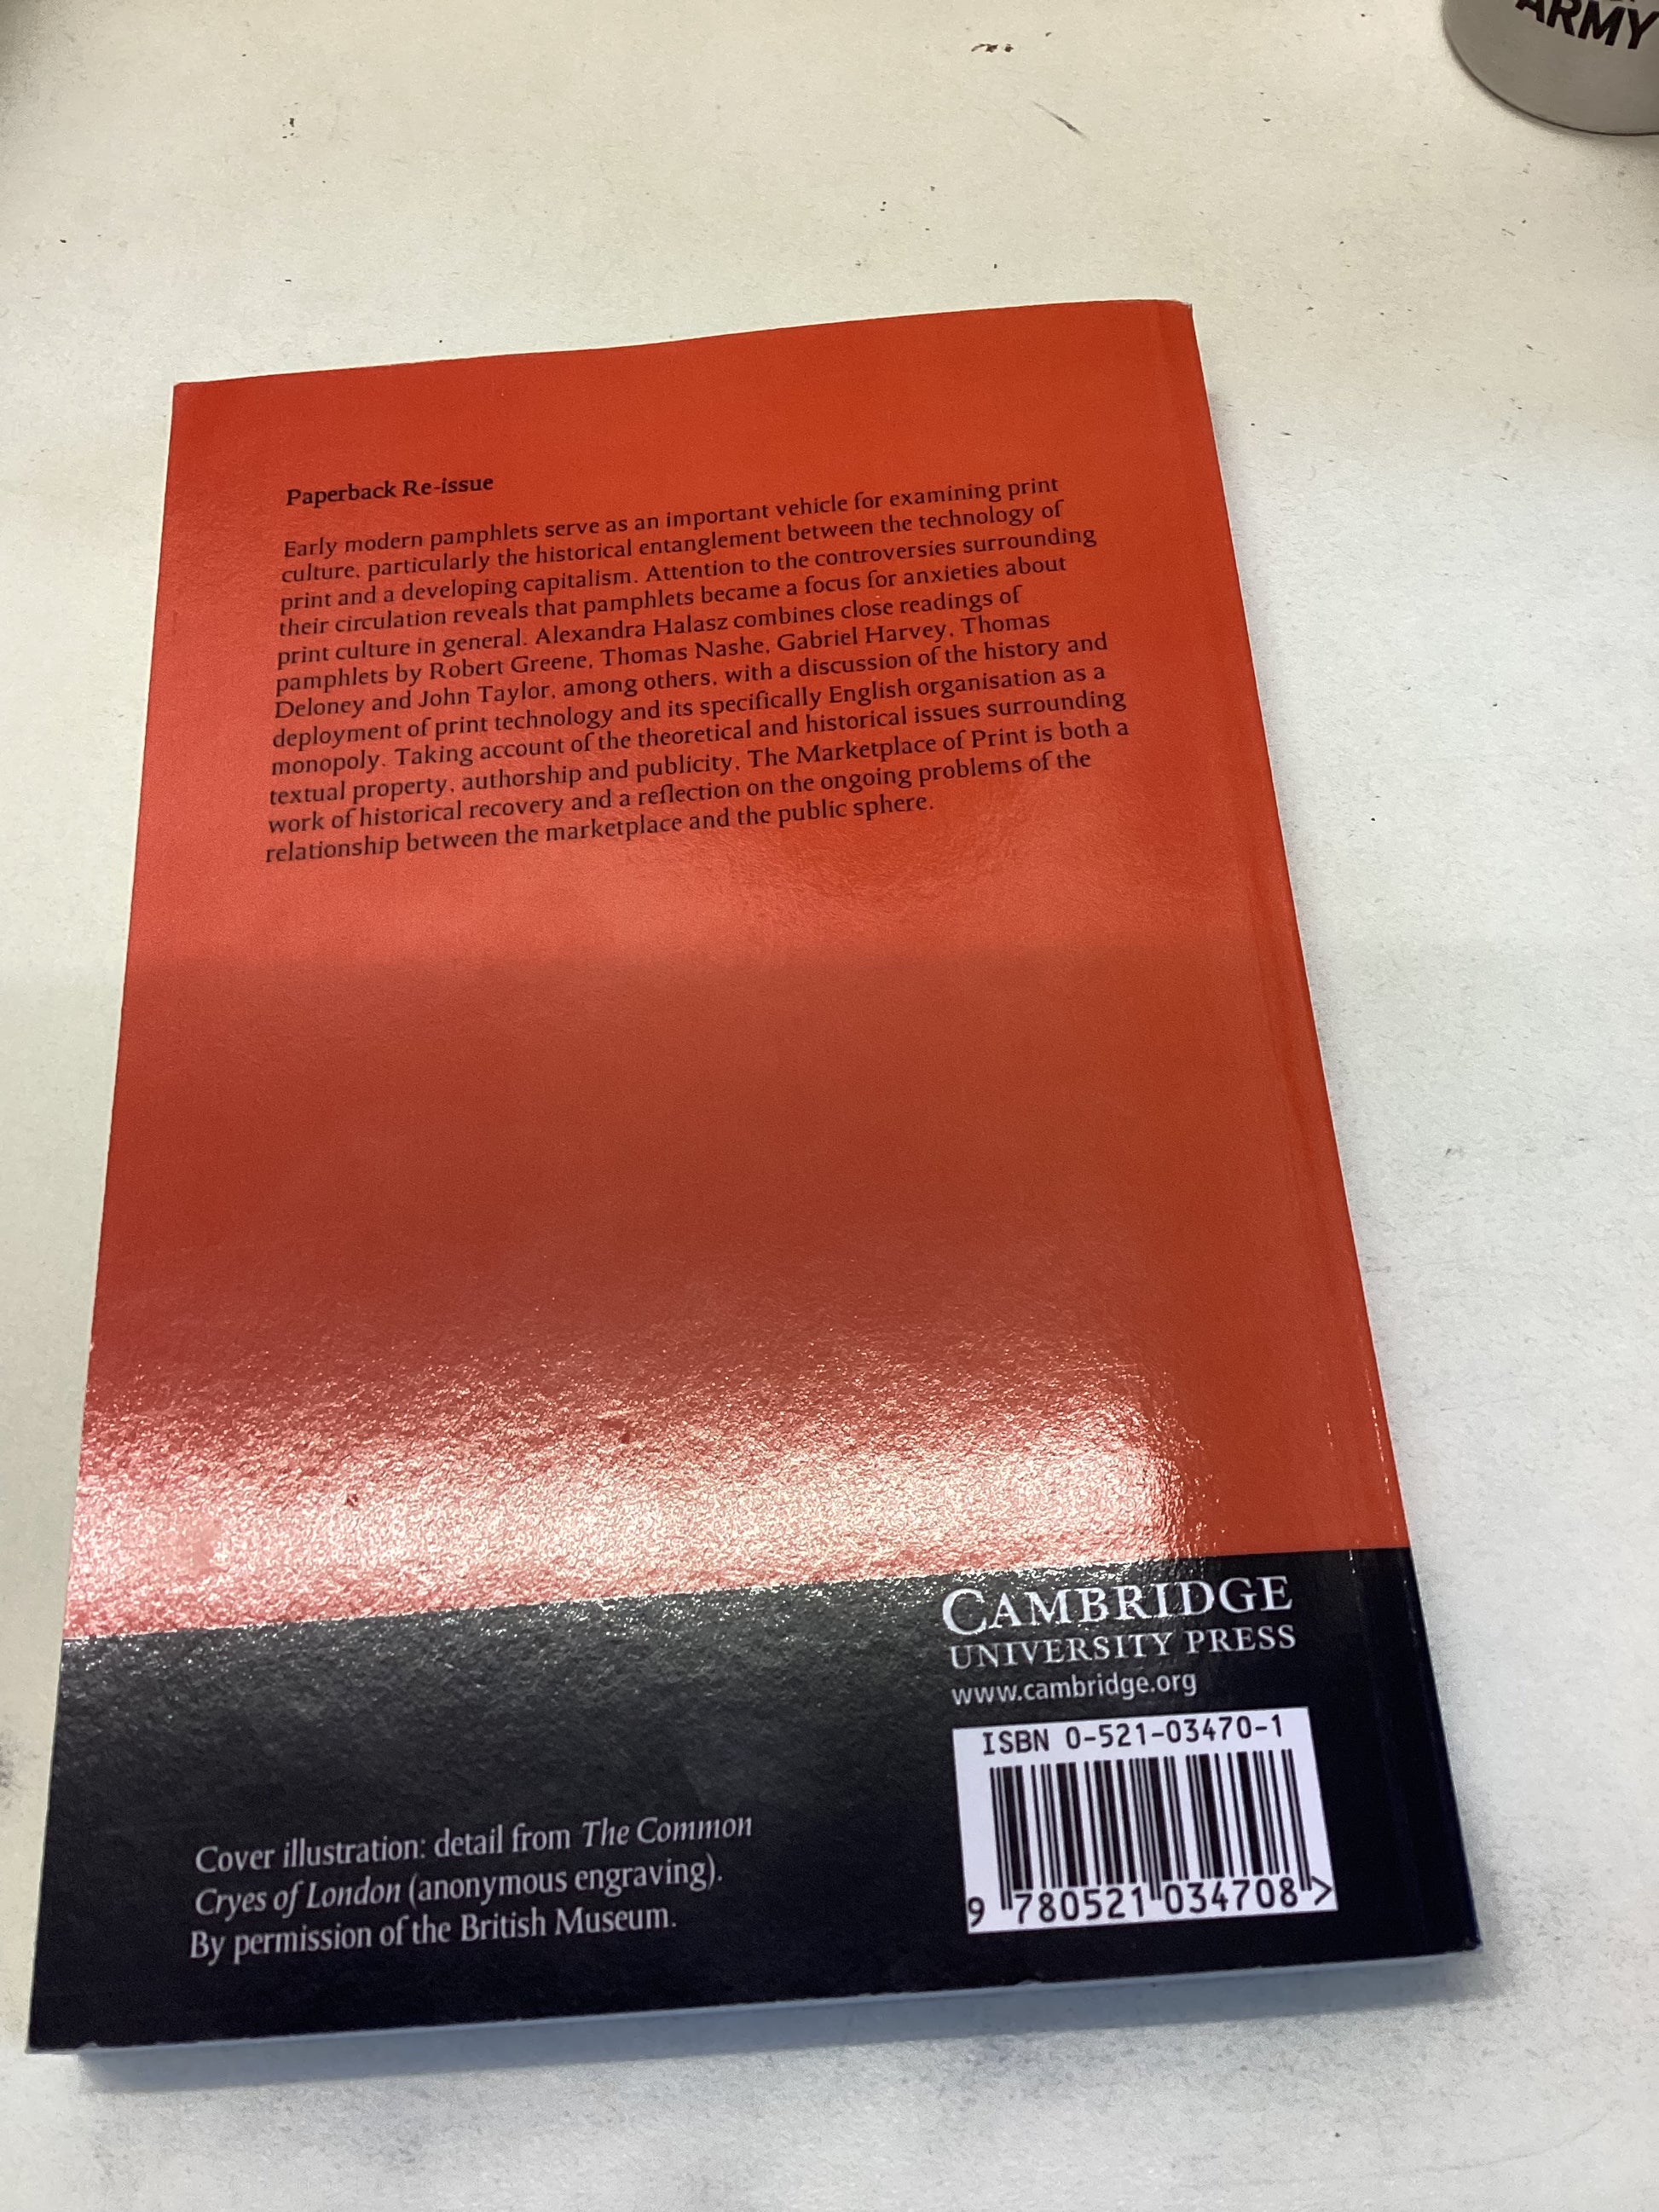 ARMY
Paperback Re-issue
Early modern pamphlets serve as an important vehicle for examining print
culture, particularly the historical entanglement between the technology of
print and a developing capitalism. Attention to the controversies surrounding
their circulation reveals that pamphlets became a focus for anxieties about
print culture in general. Alexandra Halasz combines close readings of
pamphlets by Robert Greene, Thomas Nashe, Gabriel Harvey, Thomas
Deloney and John Taylor, among others, with a discussion of the history and
deployment of print technology and its specifically English organisation as a
monopoly. Taking account of the theoretical and historical issues surrounding
textual property, authorship and publicity, The Marketplace of Print is both a
work of historical recovery and a reflection on the ongoing problems of the
relationship between the marketplace and the public sphere.
CAMBRIDGE
UNIVERSITY PRESS
www.cambridge.org
ISBN 0-521-03470-1
9 780521 034708 >
Cover illustration: detail from The Common
Cryes of London (anonymous engraving).
By permission of the British Museum.